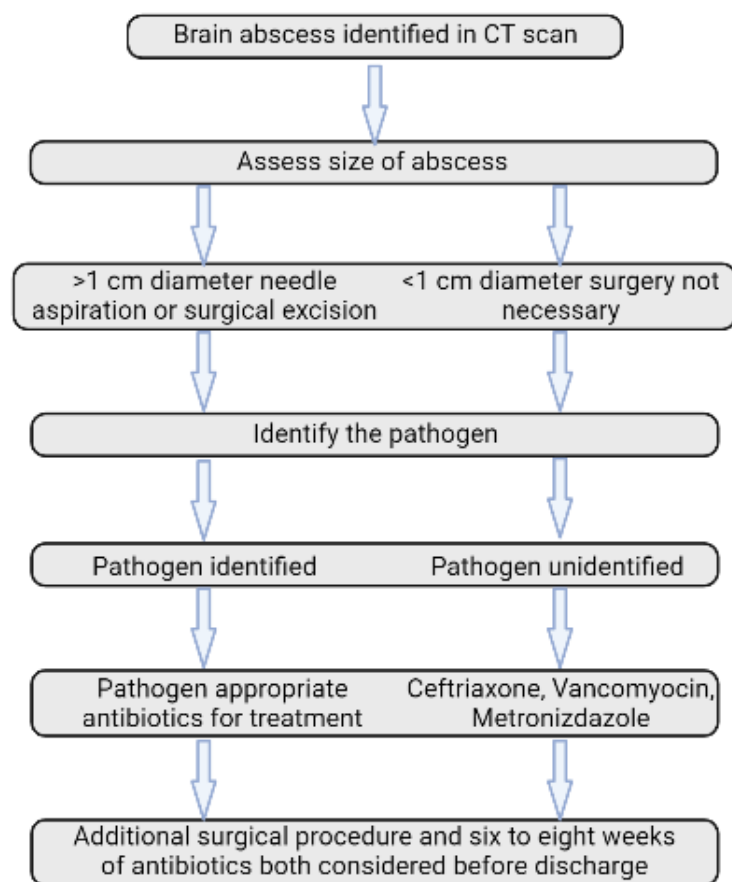 Brain abscess identified in CT scan
Assess size of abscess
>1 cm diameter needle
aspiration or surgical excision
<1 cm diameter surgery not
necessary
Identify the pathogen
Pathogen identified
Pathogen unidentified
Pathogen appropriate
antibiotics for treatment
Ceftriaxone, Vancomyocin,
Metronizdazole
Additional surgical procedure and six to eight weeks
of antibiotics both considered before discharge